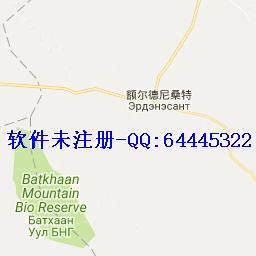 額尔德尼桑特
Эрдэнэсант
软件未注册-QQ:64445322
Batkhaan
Mountain
Bio Reserve
Батхаан
Уул БНГ